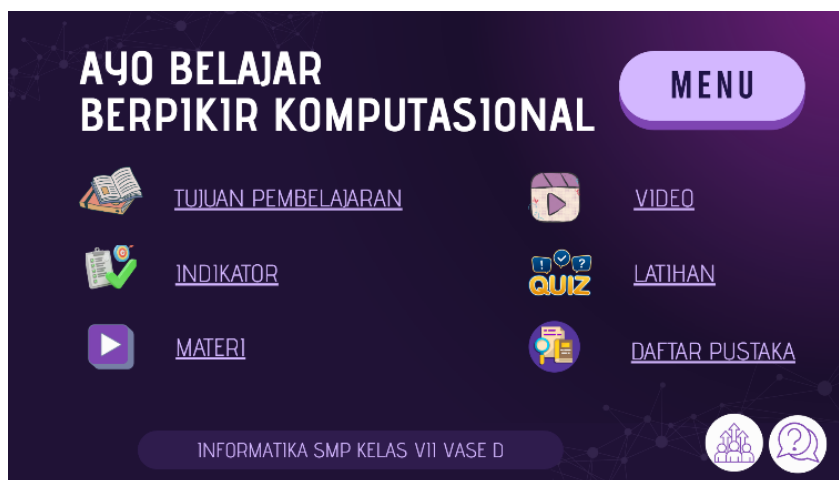 AYO BELAJAR
BERPIKIR KOMPUTASIONAL
MENU
TUJUAN PEMBELAJARAN
INDIKATOR
MATERI
VIDEO
QUIZ
LATIHAN
DAFTAR PUSTAKA
INFORMATIKA SMP KELAS VII VASE D